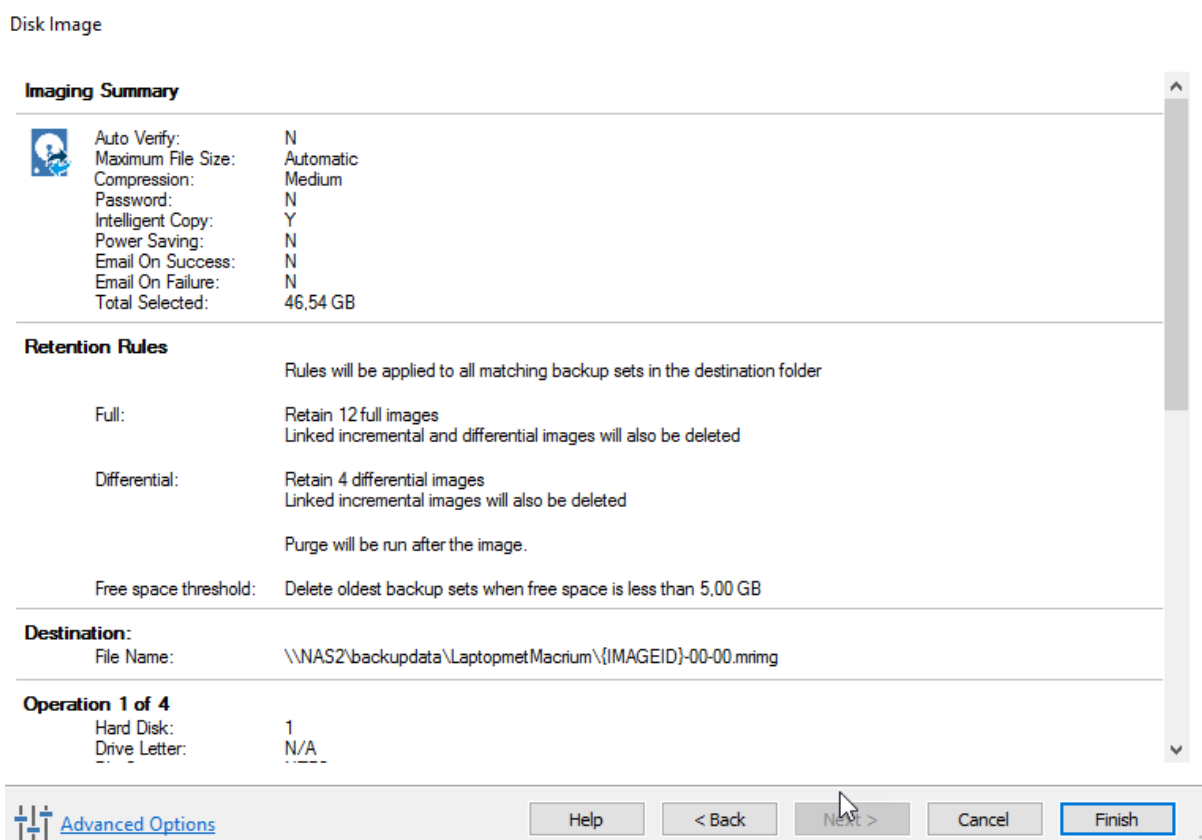 Disk Image
Imaging Summary
Auto Verify: N
Maximum File Size: Automatic
Compression: Medium
Password: N
Intelligent Copy: Y
Power Saving: N
Email On Success: N
Email On Failure: N
Total Selected: 46,54 GB
Retention Rules
Rules will be applied to all matching backup sets in the destination folder
Full: Retain 12 full images
Linked incremental and differential images will also be deleted
Differential: Retain 4 differential images
Linked incremental images will also be deleted
Purge will be run after the image.
Free space threshold: Delete oldest backup sets when free space is less than 5,00 GB
Destination:
File Name: \\NAS2\backupdata\LaptopmetMacrium\{IMAGEID}-00-00.mrimg
Operation 1 of 4
Hard Disk: 1
Drive Letter: N/A
Advanced Options Help < Back Next > Cancel Finish